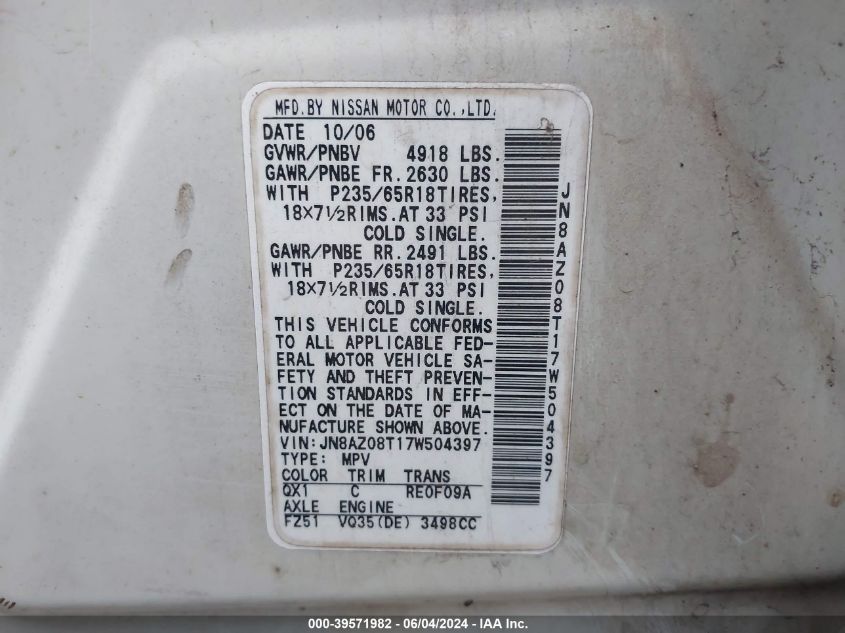 MFD.BY NISSAN MOTOR CO.,LTD.
DATE 10/06
GVWR/PNBV 4918 LBS.
GAWR/PNBE FR. 2630 LBS.
WITH P235/65R18TIRES,
18×7½RIMS.AT 33 PSI
COLD SINGLE.
GAWR/PNBE RR. 2491 LBS.
WITH P235/65R18TIRES,
18×7½RIMS.AT 33 PSI
COLD SINGLE.
THIS VEHICLE CONFORMS
TO ALL APPLICABLE FED-
ERAL MOTOR VEHICLE SA-
FETY AND THEFT PREVEN-
TION STANDARDS IN EFF-
ECT ON THE DATE OF MA-
NUFACTURE SHOWN ABOVE.
VIN:JN8AZ08T17W504397
TYPE: MPV
COLOR TRIM TRANS
QX1 C RE0F09A
AXLE ENGINE
FZ51 VQ35(DE) 3498CC
JN8AZ08T17W504397
000-39571982 - 06/04/2024 - IAA Inc.